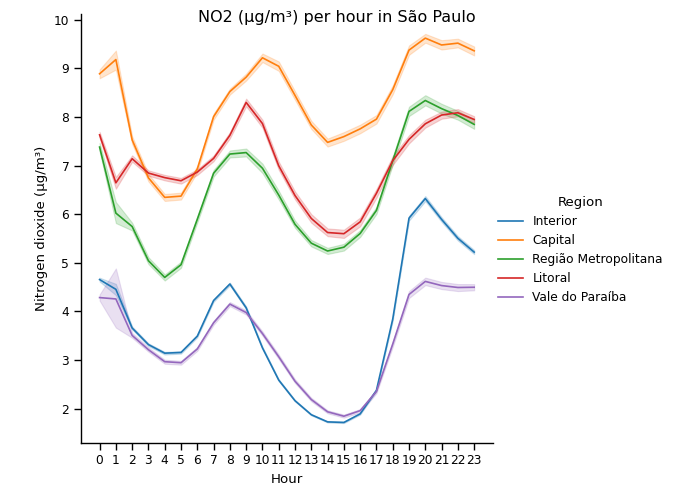 NO2 (µg/m³) per hour in São Paulo
Nitrogen dioxide (µg/m³)
10
9
8
7
6
5
4
3
2
0 1 2 3 4 5 6 7 8 9 10 11 12 13 14 15 16 17 18 19 20 21 22 23
Hour
Region
Interior
Capital
Região Metropolitana
Litoral
Vale do Paraíba